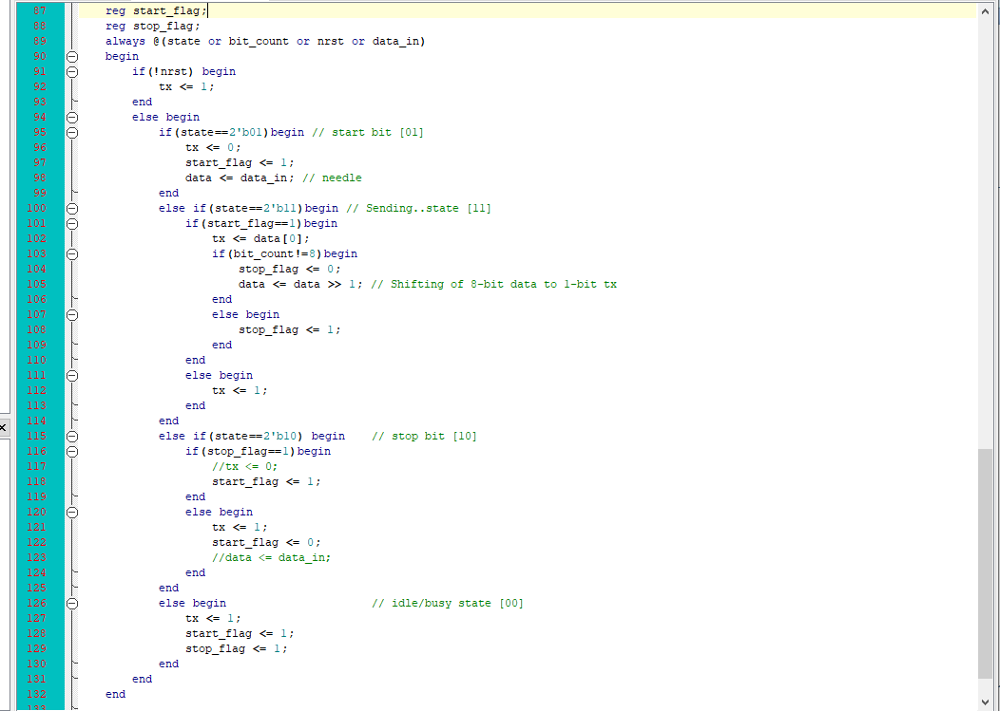 87 reg start_flag;
88 reg stop_flag;
89 always @(state or bit_count or nrst or data_in)
90 begin
91 if(!nrst) begin
92 tx <= 1;
93 end
94 else begin
95 if(state==2'b01)begin // start bit [01]
96 tx <= 0;
97 start_flag <= 1;
98 data <= data_in; // needle
99 end
100 else if(state==2'b11)begin // Sending..state [11]
101 if(start_flag==1)begin
102 tx <= data[0];
103 if(bit_count!=8)begin
104 stop_flag <= 0;
105 data <= data >> 1; // Shifting of 8-bit data to 1-bit tx
106 end
107 else begin
108 stop_flag <= 1;
109 end
110 end
111 else begin
112 tx <= 1;
113 end
114 end
115 else if(state==2'b10) begin // stop bit [10]
116 if(stop_flag==1)begin
117 //tx <= 0;
118 start_flag <= 1;
119 end
120 else begin
121 tx <= 1;
122 start_flag <= 0;
123 //data <= data_in;
124 end
125 end
126 else begin // idle/busy state [00]
127 tx <= 1;
128 start_flag <= 1;
129 stop_flag <= 1;
130 end
131 end
132 end
133